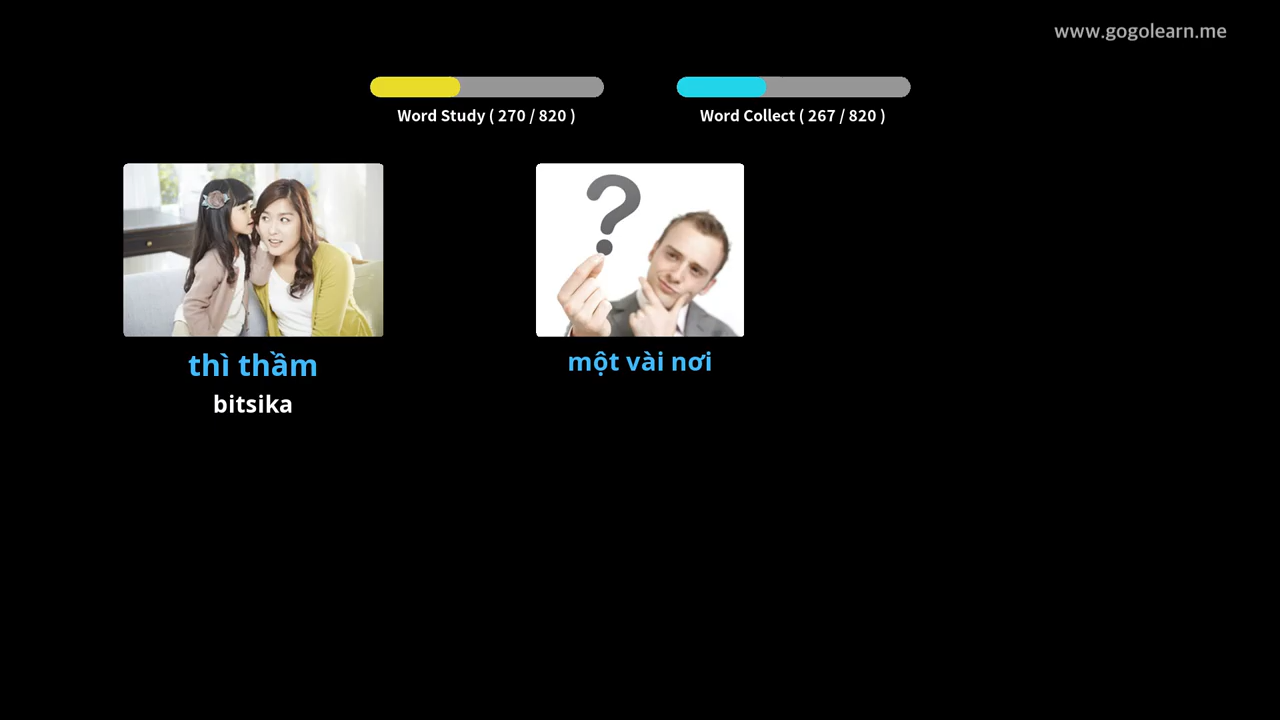 www.gogolearn.me
Word Study ( 270 / 820 )
Word Collect ( 267 / 820 )
thì thầm
bitsika
một vài nơi